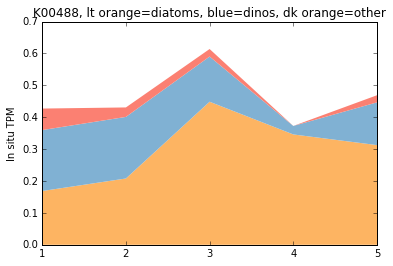 K00488, lt orange=diatoms, blue=dinos, dk orange=other
0.7
0.6
0.5
0.4
0.3
0.2
0.1
0.0
In situ TPM
1 2 3 4 5